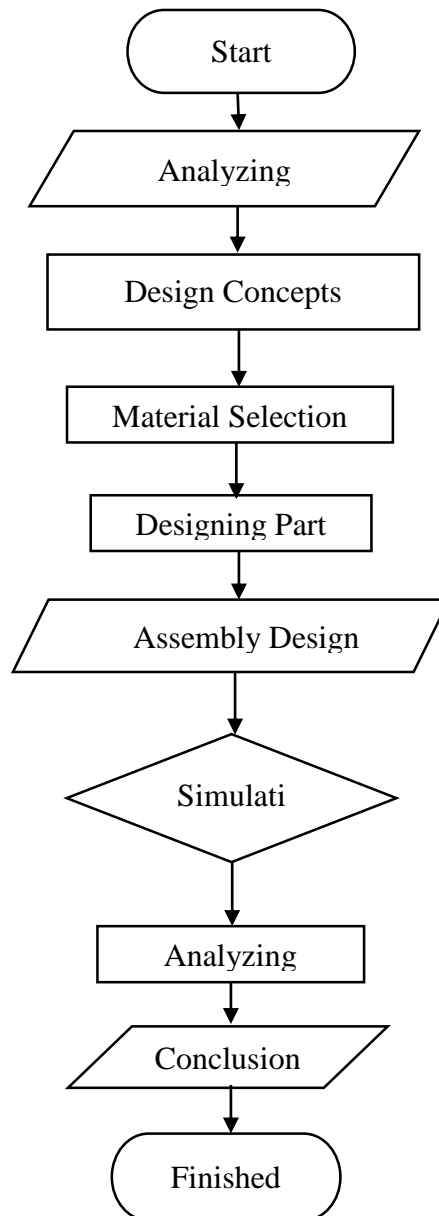 Start
Analyzing
Design Concepts
Material Selection
Designing Part
Assembly Design
Simulati
Analyzing
Conclusion
Finished